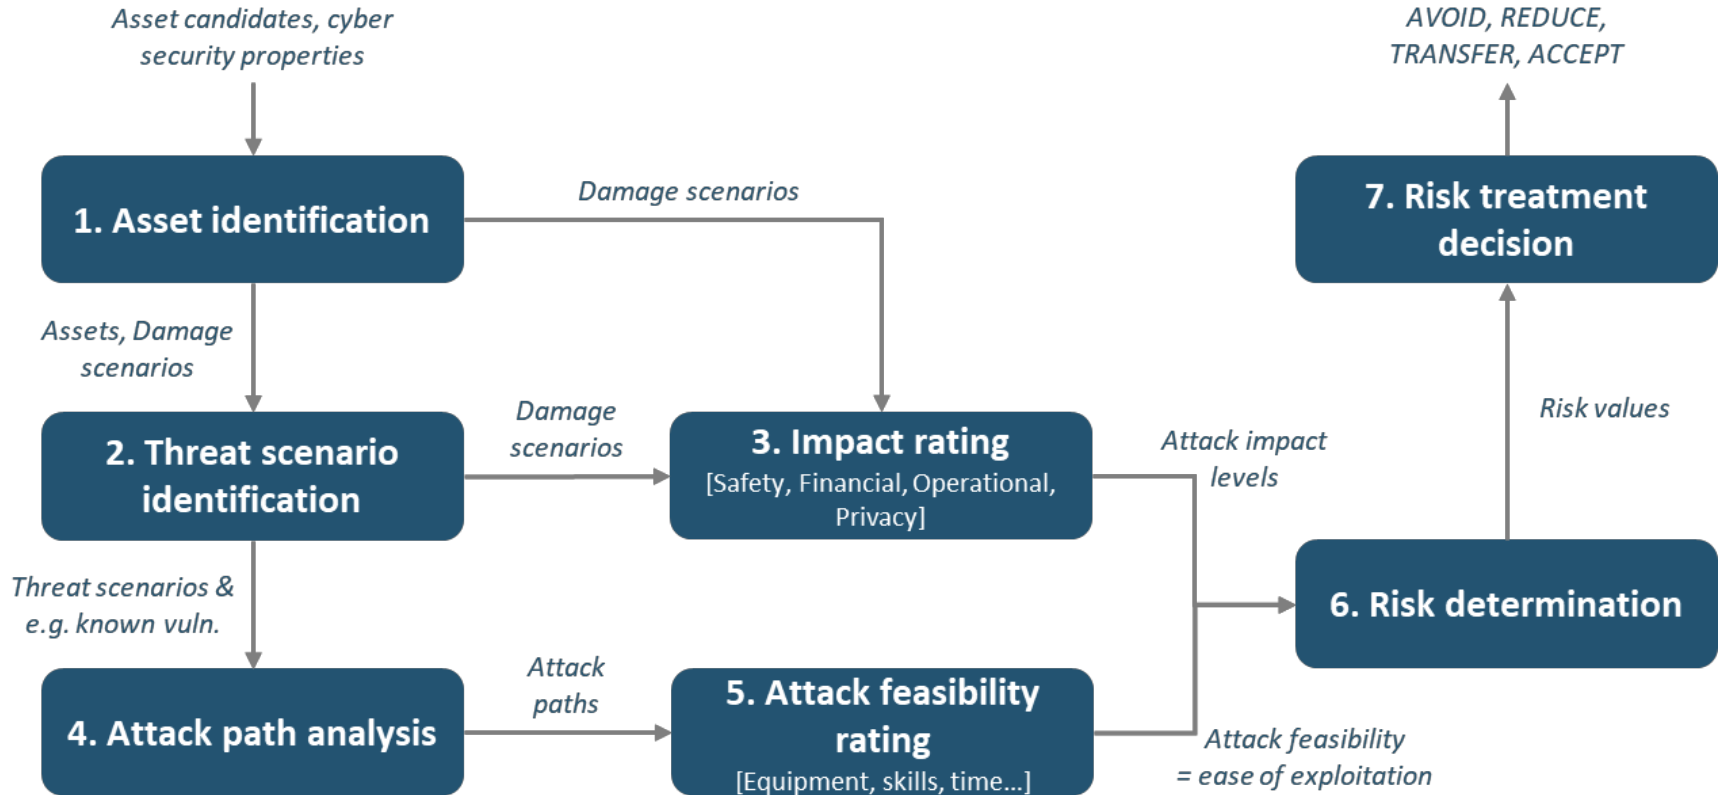 Asset candidates, cyber
security properties
AVOID, REDUCE,
TRANSFER, ACCEPT
1. Asset identification
Damage scenarios
7. Risk treatment
decision
Assets, Damage
scenarios
2. Threat scenario
identification
Damage
scenarios
3. Impact rating
[Safety, Financial, Operational,
Privacy]
Attack impact
levels
Risk values
Threat scenarios &
e.g. known vuln.
6. Risk determination
4. Attack path analysis
Attack
paths
5. Attack feasibility
rating
[Equipment, skills, time...]
Attack feasibility
= ease of exploitation